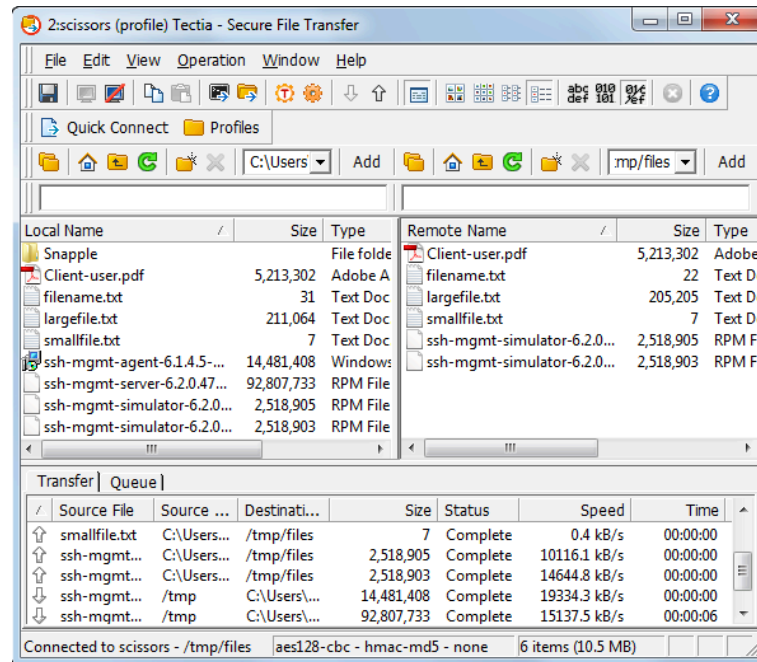 2:scissors (profile) Tectia - Secure File Transfer
File Edit View Operation Window Help
abc def 010 101
Quick Connect Profiles
C:\Users Add :mp/files Add
Local Name Size Type Remote Name Size Type
Snapple File folde
Client-user.pdf 5,213,302 Adobe A Client-user.pdf 5,213,302 Adobe
filename.txt 31 Text Doc filename.txt 22 Text D
largefile.txt 211,064 Text Doc largefile.txt 205,205 Text D
smallfile.txt 7 Text Doc smallfile.txt 7 Text D
ssh-mgmt-agent-6.1.4.5-... 14,481,408 Windows ssh-mgmt-simulator-6.2.0... 2,518,905 RPM F
ssh-mgmt-server-6.2.0.47... 92,807,733 RPM File ssh-mgmt-simulator-6.2.0... 2,518,903 RPM F
ssh-mgmt-simulator-6.2.0... 2,518,905 RPM File
ssh-mgmt-simulator-6.2.0... 2,518,903 RPM File
Transfer Queue
Source File Source ... Destinati... Size Status Speed Time
smallfile.txt C:\Users... /tmp/files 7 Complete 0.4 kB/s 00:00:00
ssh-mgmt... C:\Users... /tmp/files 2,518,905 Complete 10116.1 kB/s 00:00:00
ssh-mgmt... C:\Users... /tmp/files 2,518,903 Complete 14644.8 kB/s 00:00:00
ssh-mgmt... /tmp C:\Users\... 14,481,408 Complete 19334.3 kB/s 00:00:00
ssh-mgmt... /tmp C:\Users\... 92,807,733 Complete 15137.5 kB/s 00:00:06
Connected to scissors - /tmp/files aes128-cbc - hmac-md5 - none 6 items (10.5 MB)